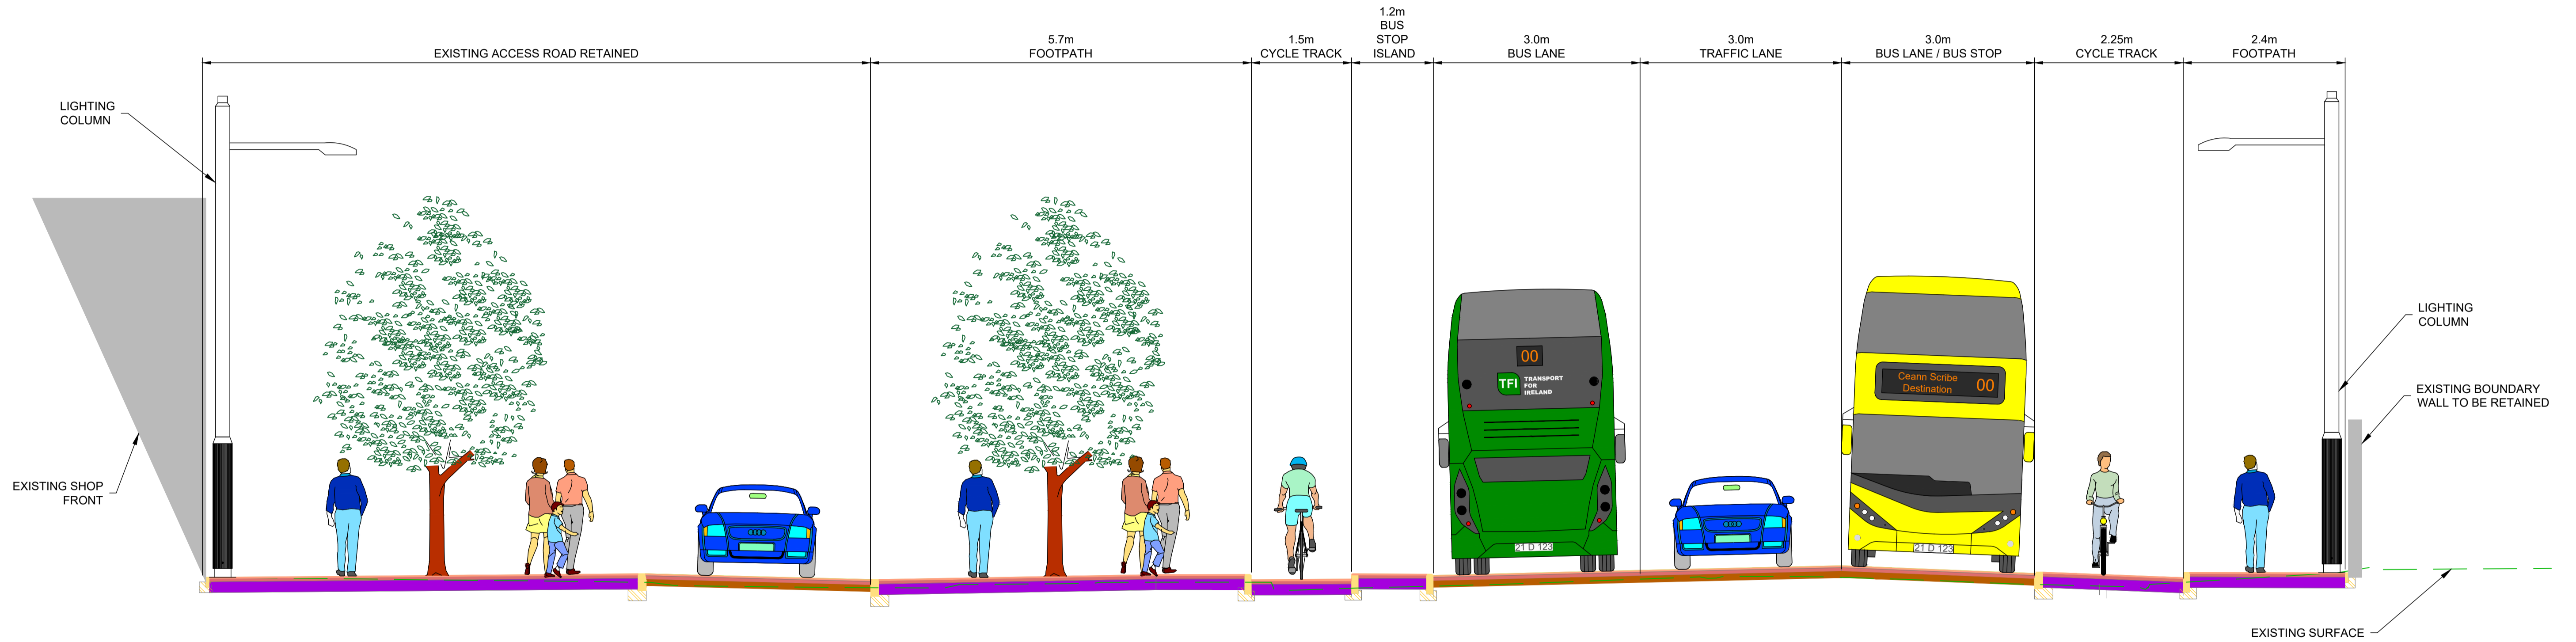 EXISTING ACCESS ROAD RETAINED
5.7m
FOOTPATH
1.5m
CYCLE TRACK
1.2m
BUS
STOP
ISLAND
3.0m
BUS LANE
3.0m
TRAFFIC LANE
3.0m
BUS LANE / BUS STOP
2.25m
CYCLE TRACK
2.4m
FOOTPATH
LIGHTING
COLUMN
EXISTING SHOP
FRONT
00
TFI
TRANSPORT
FOR
IRELAND
21 D 123
Ceann Scribe
Destination
00
21 D 123
LIGHTING
COLUMN
EXISTING BOUNDARY
WALL TO BE RETAINED
EXISTING SURFACE